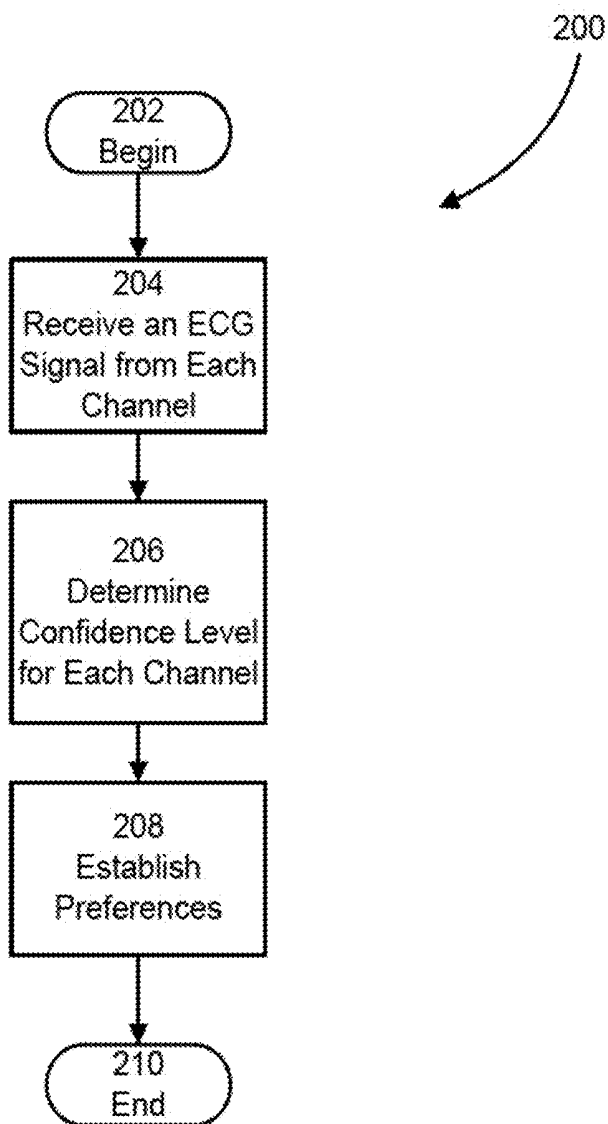 200
202
Begin
204
Receive an ECG
Signal from Each
Channel
206
Determine
Confidence Level
for Each Channel
208
Establish
Preferences
210
End